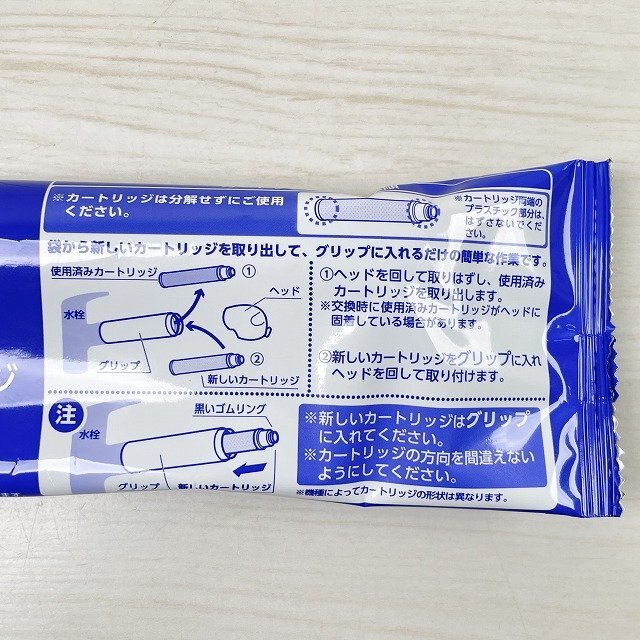 ※カートリッジは分解せずにご使用
ください。
※カートリッジ両端の
プラスチック部分は、
はずさないでください。
袋から新しいカートリッジを取り出して、グリップに入れるだけの簡単な作業です。
使用済みカートリッジ
①
ヘッド
水栓
グリップ
②
新しいカートリッジ
①ヘッドを回して取りはずし、使用済み
カートリッジを取り出します。
※交換時に使用済みカートリッジがヘッドに
固着している場合があります。
②新しいカートリッジをグリップに入れ
ヘッドを回して取り付けます。
注
黒いゴムリング
水栓
グリップ
新しいカートリッジ
※新しいカートリッジはグリップ
に入れてください。
※カートリッジの方向を間違えない
ようにしてください。
※機種によってカートリッジの形状は異なります。
ジ